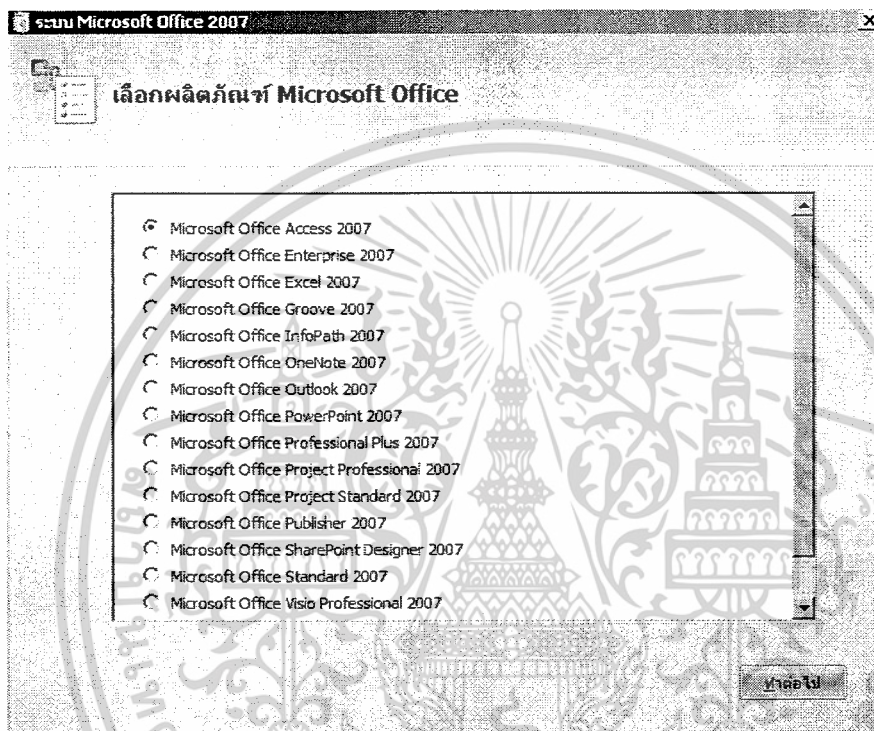 ระบบ Microsoft Office 2007
เลือกผลิตภัณฑ์ Microsoft Office
Microsoft Office Access 2007
Microsoft Office Enterprise 2007
Microsoft Office Excel 2007
Microsoft Office Groove 2007
Microsoft Office InfoPath 2007
Microsoft Office OneNote 2007
Microsoft Office Outlook 2007
Microsoft Office PowerPoint 2007
Microsoft Office Professional Plus 2007
Microsoft Office Project Professional 2007
Microsoft Office Project Standard 2007
Microsoft Office Publisher 2007
Microsoft Office SharePoint Designer 2007
Microsoft Office Standard 2007
Microsoft Office Visio Professional 2007
ทำต่อไป